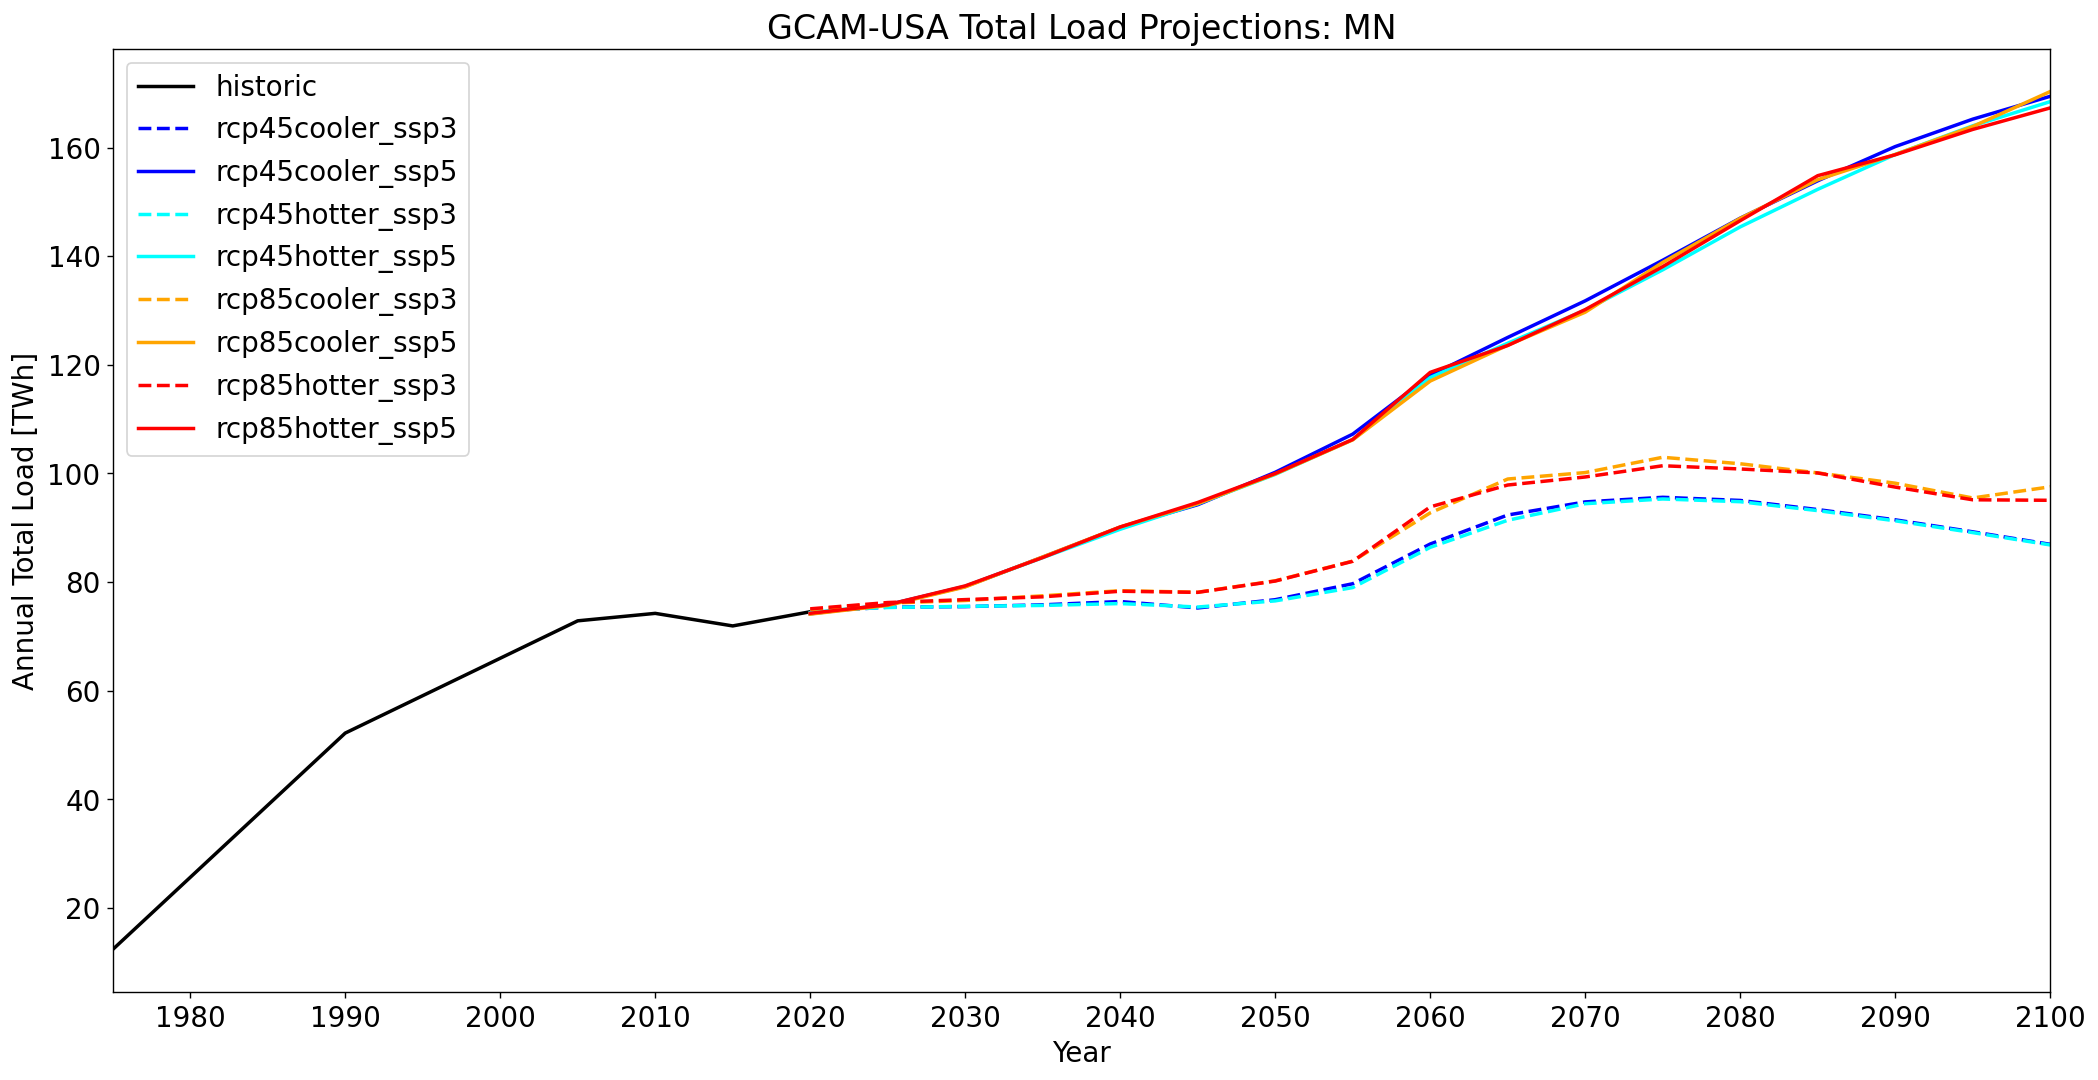 GCAM-USA Total Load Projections: MN
historic
rcp45cooler_ssp3
rcp45cooler_ssp5
rcp45hotter_ssp3
rcp45hotter_ssp5
rcp85cooler_ssp3
rcp85cooler_ssp5
rcp85hotter_ssp3
rcp85hotter_ssp5
Annual Total Load [TWh]
160
140
120
100
80
60
40
20
1980 1990 2000 2010 2020 2030 2040 2050 2060 2070 2080 2090 2100
Year